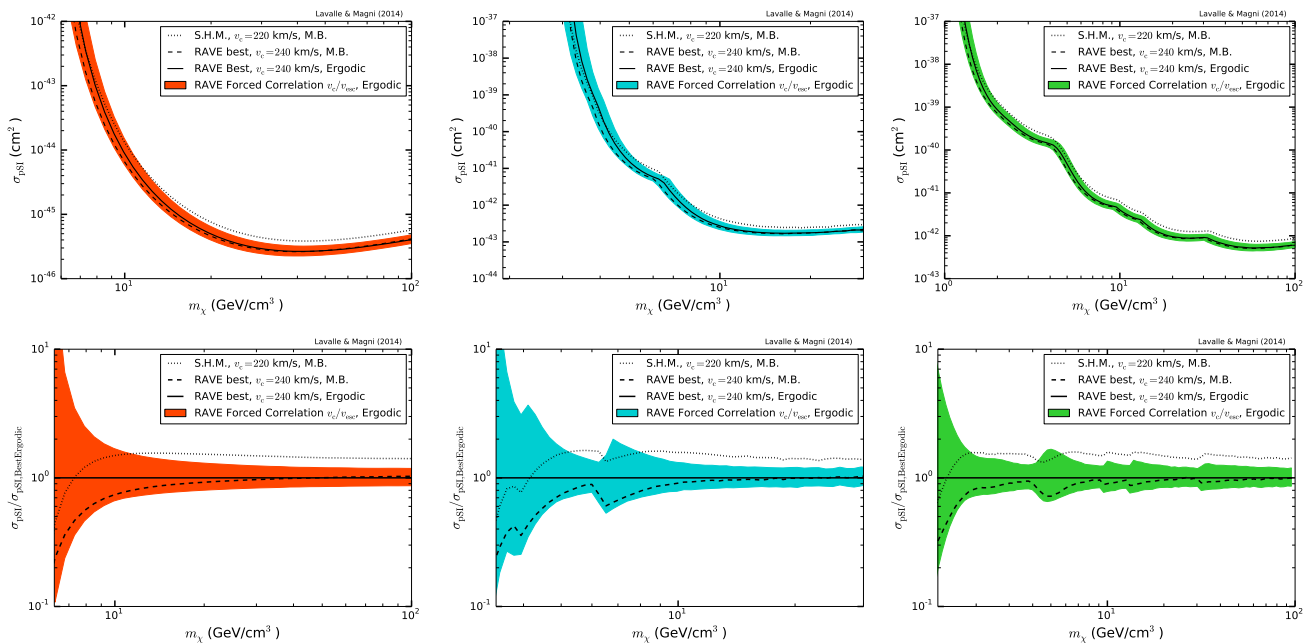 Lavalle & Magni (2014)
10^-42
10^-43
10^-44
10^-45
10^-46
σ_pSI (cm^2)
S.H.M., v_c=220 km/s, M.B.
RAVE best, v_c=240 km/s, M.B.
RAVE Best, v_c=240 km/s, Ergodic
RAVE Forced Correlation v_c/v_esc, Ergodic
10^1
10^2
m_χ (GeV/cm^3 )
Lavalle & Magni (2014)
10^-37
10^-38
10^-39
10^-40
10^-41
10^-42
10^-43
10^-44
σ_pSI (cm^2)
S.H.M., v_c=220 km/s, M.B.
RAVE best, v_c=240 km/s, M.B.
RAVE Best, v_c=240 km/s, Ergodic
RAVE Forced Correlation v_c/v_esc, Ergodic
10^1
m_χ (GeV/cm^3 )
Lavalle & Magni (2014)
10^-37
10^-38
10^-39
10^-40
10^-41
10^-42
10^-43
σ_pSI (cm^2)
S.H.M., v_c=220 km/s, M.B.
RAVE best, v_c=240 km/s, M.B.
RAVE Best, v_c=240 km/s, Ergodic
RAVE Forced Correlation v_c/v_esc, Ergodic
10^0
10^1
10^2
m_χ (GeV/cm^3 )
Lavalle & Magni (2014)
10^1
10^0
10^-1
σ_pSI/σ_pSI,BestErgodic
S.H.M., v_c=220 km/s, M.B.
RAVE best, v_c=240 km/s, M.B.
RAVE best, v_c=240 km/s, Ergodic
RAVE Forced Correlation v_c/v_esc, Ergodic
10^1
10^2
m_χ (GeV/cm^3 )
Lavalle & Magni (2014)
10^1
10^0
10^-1
σ_pSI/σ_pSI,BestErgodic
S.H.M., v_c=220 km/s, M.B.
RAVE best, v_c=240 km/s, M.B.
RAVE best, v_c=240 km/s, Ergodic
RAVE Forced Correlation v_c/v_esc, Ergodic
10^1
m_χ (GeV/cm^3 )
Lavalle & Magni (2014)
10^1
10^0
10^-1
σ_pSI/σ_pSI,BestErgodic
S.H.M., v_c=220 km/s, M.B.
RAVE best, v_c=240 km/s, M.B.
RAVE best, v_c=240 km/s, Ergodic
RAVE Forced Correlation v_c/v_esc, Ergodic
10^1
10^2
m_χ (GeV/cm^3 )